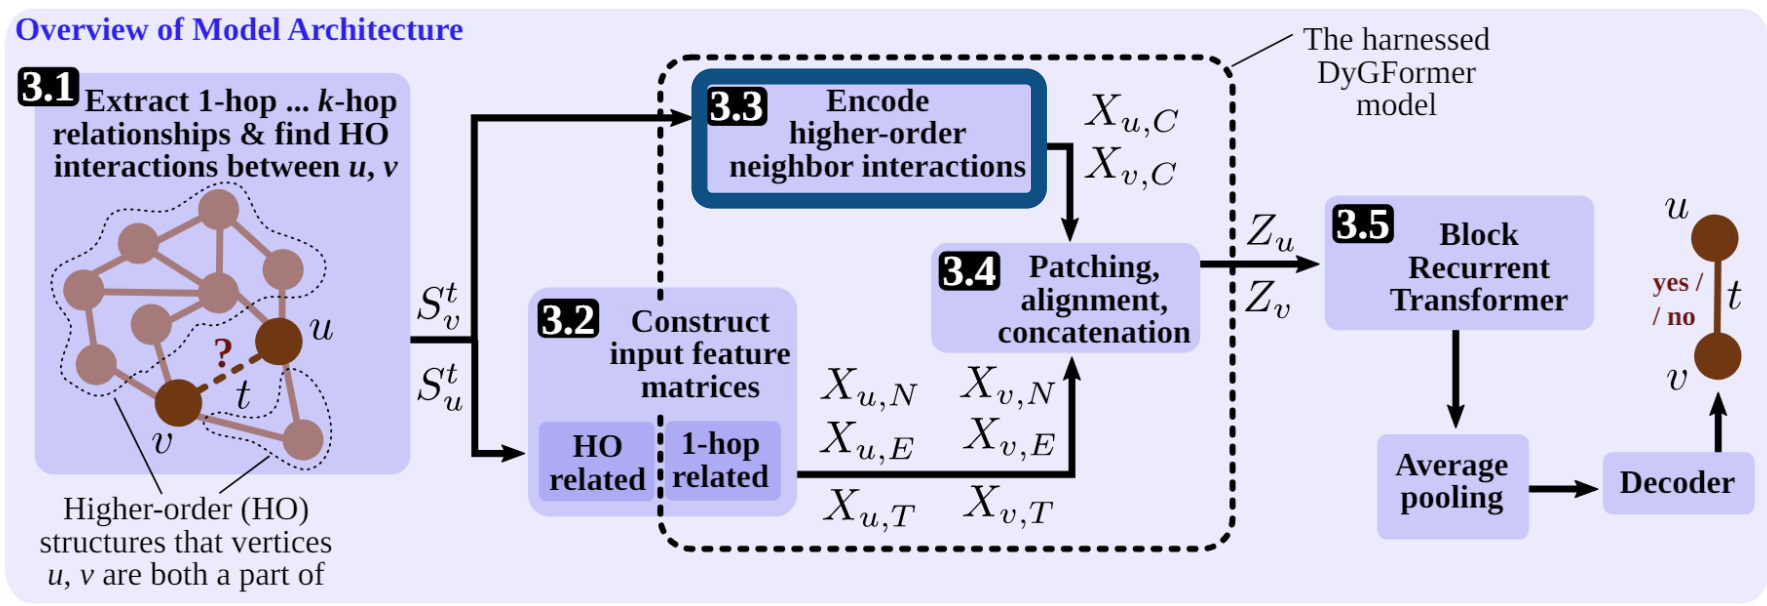 Overview of Model Architecture
3.1
Extract 1-hop ... k-hop
relationships & find HO
interactions between u, v
u
?
t
v
Higher-order (HO)
structures that vertices
u, v are both a part of
S_v^t
S_u^t
3.3
Encode
higher-order
neighbor interactions
X_{u,C}
X_{v,C}
The harnessed
DyGFormer
model
3.2
Construct
input feature
matrices
HO
related
1-hop
related
X_{u,N} X_{v,N}
X_{u,E} X_{v,E}
X_{u,T} X_{v,T}
3.4
Patching,
alignment,
concatenation
Z_u
Z_v
3.5
Block
Recurrent
Transformer
Average
pooling
Decoder
u
yes /
/ no
t
v